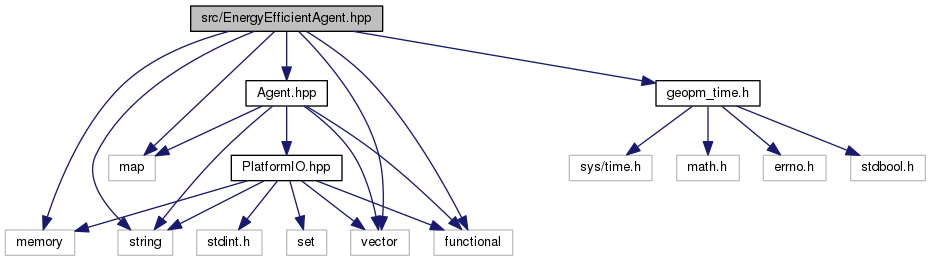 src/EnergyEfficientAgent.hpp
Agent.hpp
geopm_time.h
map
PlatformIO.hpp
sys/time.h
math.h
errno.h
stdbool.h
memory
string
stdint.h
set
vector
functional